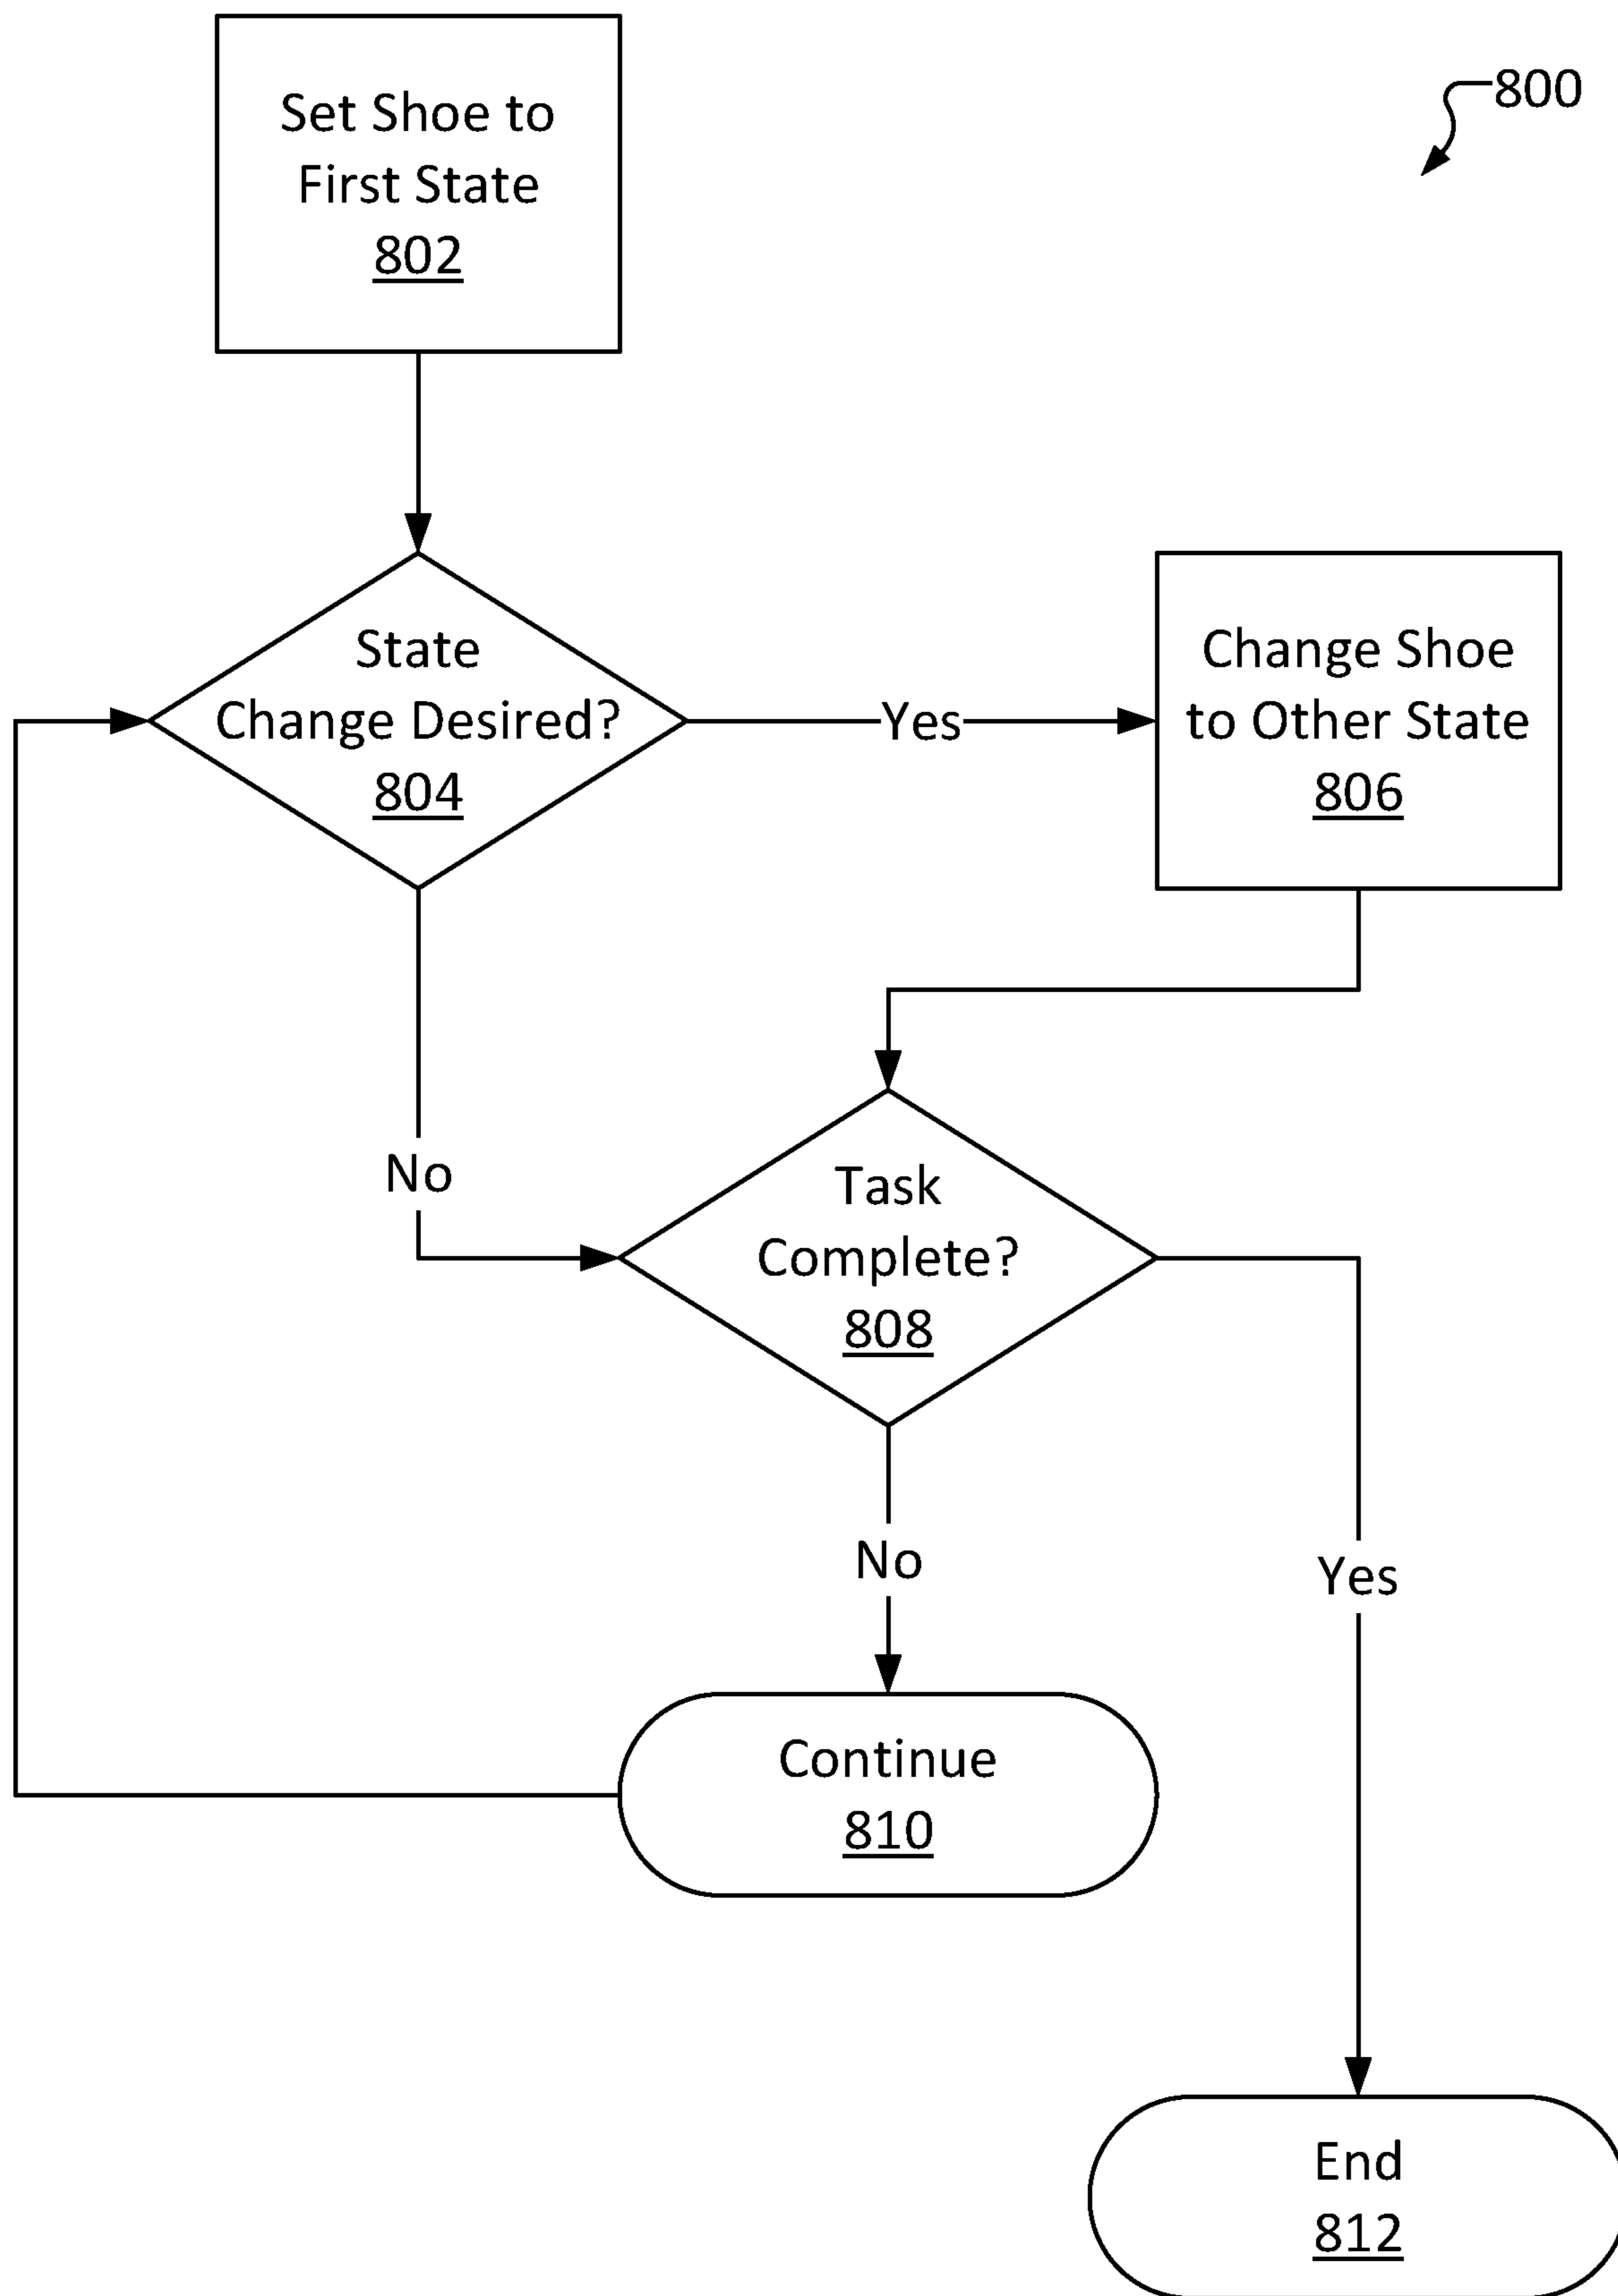 Set Shoe to
First State
802
800
State
Change Desired?
804
Yes
Change Shoe
to Other State
806
No
Task
Complete?
808
No
Yes
Continue
810
End
812